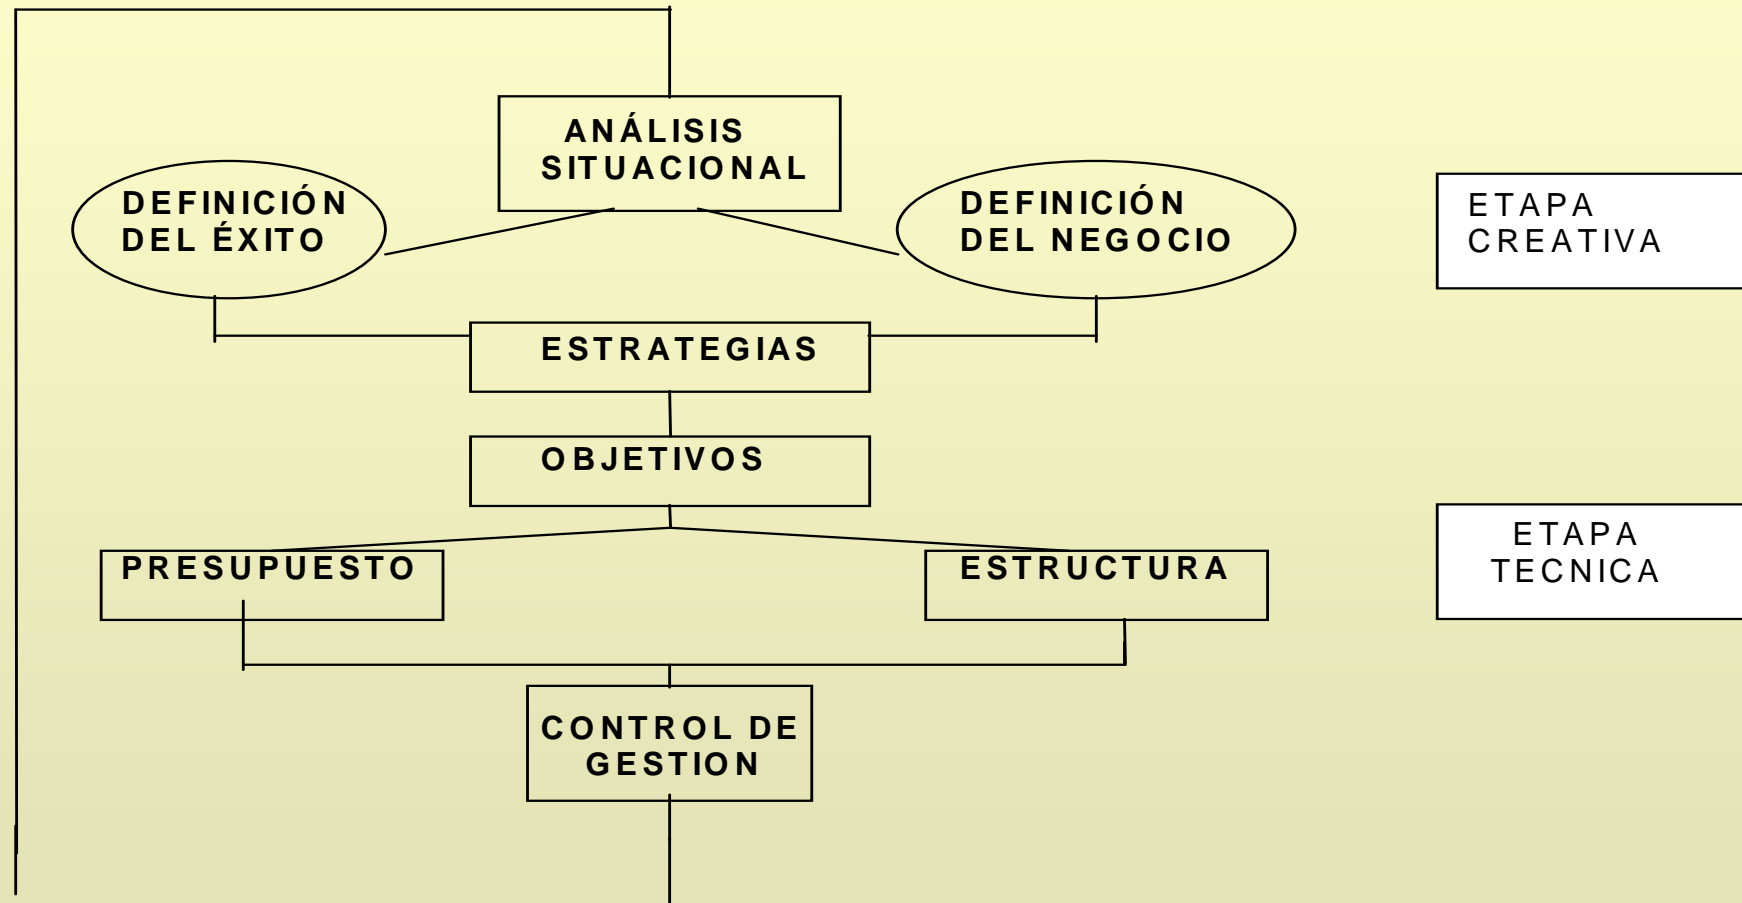 ANÁLISIS
SITUACIONAL
DEFINICIÓN
DEL ÉXITO
DEFINICIÓN
DEL NEGOCIO
ETAPA
CREATIVA
ESTRATEGIAS
OBJETIVOS
PRESUPUESTO
ESTRUCTURA
ETAPA
TECNICA
CONTROL DE
GESTION